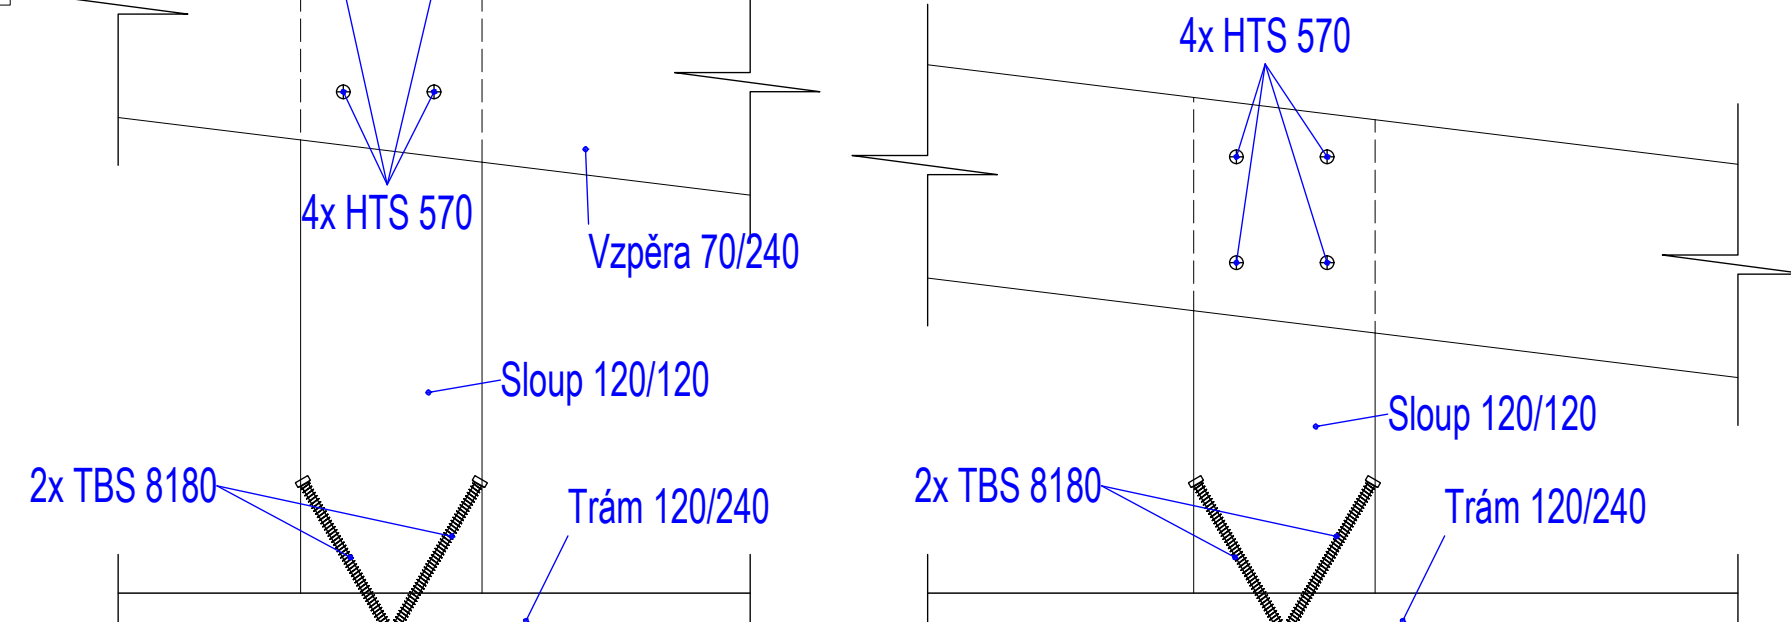 4x HTS 570
Vzpěra 70/240
Sloup 120/120
2x TBS 8180
Trám 120/240
4x HTS 570
Sloup 120/120
2x TBS 8180
Trám 120/240